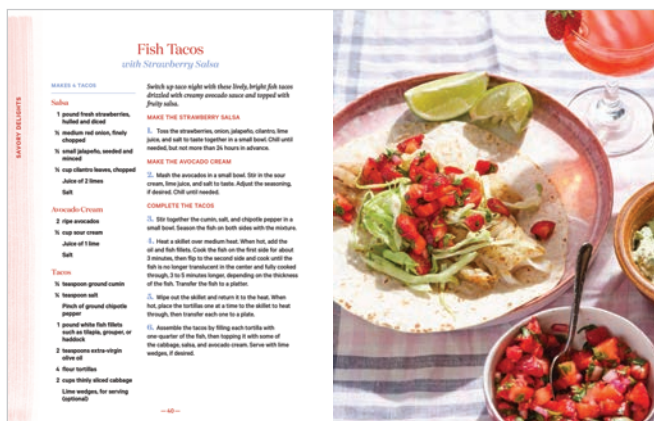 SAVORY DELIGHTS
Fish Tacos
with Strawberry Salsa
MAKES 4 TACOS
Salsa
1 pound fresh strawberries,
hulled and diced
medium red onion, finely
chopped
small jalapeño, seeded and
minced
cup cilantro leaves, chopped
Juice of 2 limes
Salt
Avocado Cream
2 ripe avocados
cup sour cream
Juice of 1 lime
Salt
Tacos
teaspoon ground cumin
teaspoon salt
Pinch of ground chipotle
pepper
1 pound white fish fillets
such as tilapia, grouper, or
haddock
2 teaspoons extra-virgin
olive oil
4 flour tortillas
2 cups thinly sliced cabbage
Lime wedges, for serving
(optional)
Switch up taco night with these lively, bright fish tacos
drizzled with creamy avocado sauce and topped with
fruity salsa.
MAKE THE STRAWBERRY SALSA
1. Toss the strawberries, onion, jalapeño, cilantro, lime
juice, and salt to taste together in a small bowl. Chill until
needed, but not more than 24 hours in advance.
MAKE THE AVOCADO CREAM
2. Mash the avocados in a small bowl. Stir in the sour
cream, lime juice, and salt to taste. Adjust the seasoning,
if desired. Chill until needed.
COMPLETE THE TACOS
3. Stir together the cumin, salt, and chipotle pepper in a
small bowl. Season the fish on both sides with the mixture.
4. Heat a skillet over medium heat. When hot, add the
oil and fish fillets. Cook the fish on the first side for about
3 minutes, then flip to the second side and cook until the
fish is no longer translucent in the center and fully cooked
through, 3 to 5 minutes longer, depending on the thickness
of the fish. Transfer the fish to a platter.
5. Wipe out the skillet and return it to the heat. When
hot, place the tortillas one at a time to the skillet to heat
through, then transfer each one to a plate.
6. Assemble the tacos by filling each tortilla with
one-quarter of the fish, then topping it with some of
the cabbage, salsa, and avocado cream. Serve with lime
wedges, if desired.
—40—